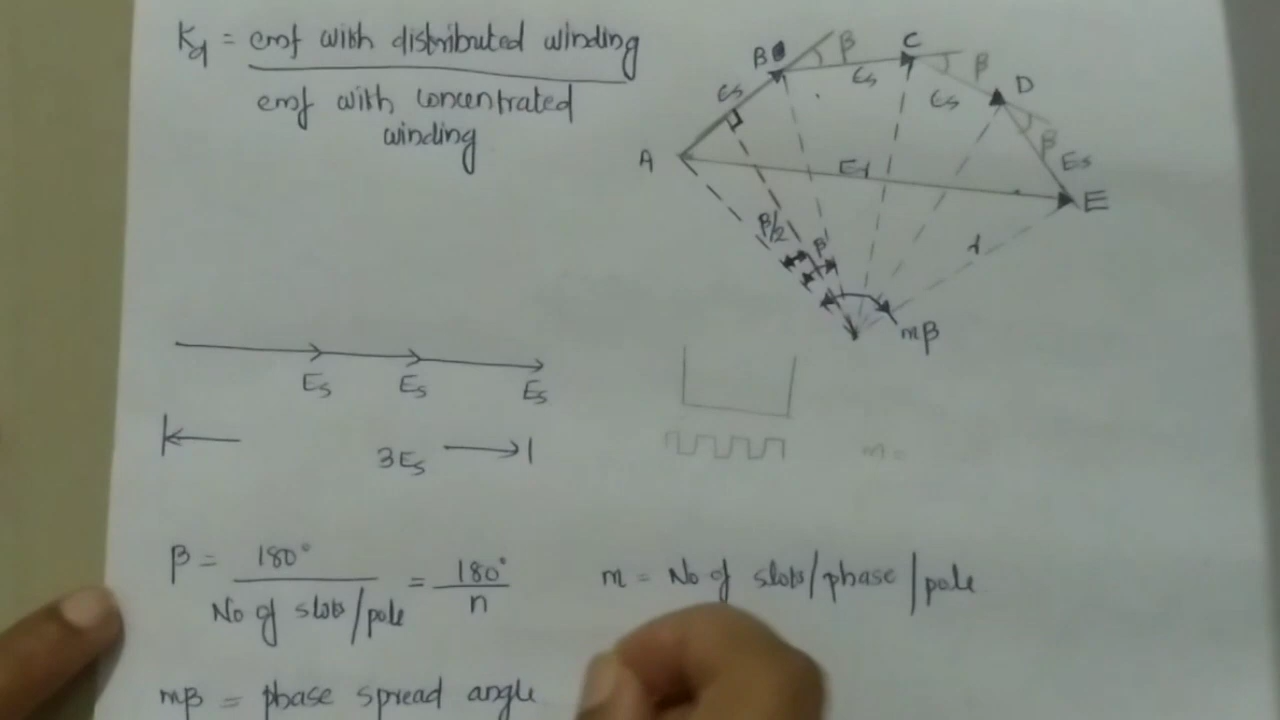 Kd = emf with distributed winding
emf with concentrated
winding
A
B
C
D
E
Es
Es
Es
Es
β
β
β
Er
β/2
β
r
mβ
Es Es Es
3Es
m =
β = 180° / No of slots/pole = 180° / n
m = No of slots/phase/pole
mβ = phase spread angle